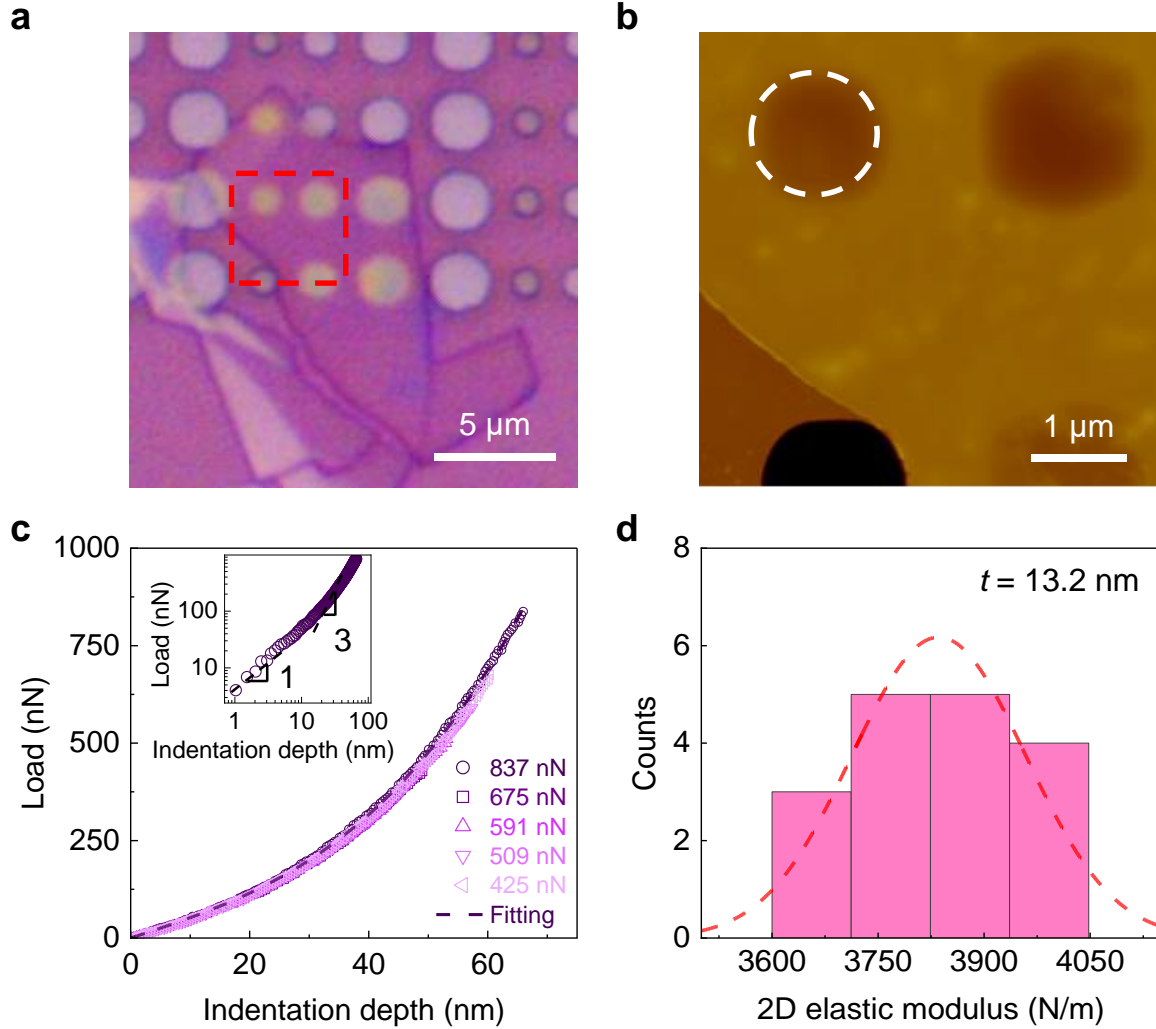 a
b
5 μm
1 μm
c
1000
750
500
250
0
Load (nN)
0
20
40
60
Indentation depth (nm)
100
10
Load (nN)
1
10
100
Indentation depth (nm)
1
3
837 nN
675 nN
591 nN
509 nN
425 nN
Fitting
d
8
6
4
2
0
Counts
t = 13.2 nm
3600
3750
3900
4050
2D elastic modulus (N/m)